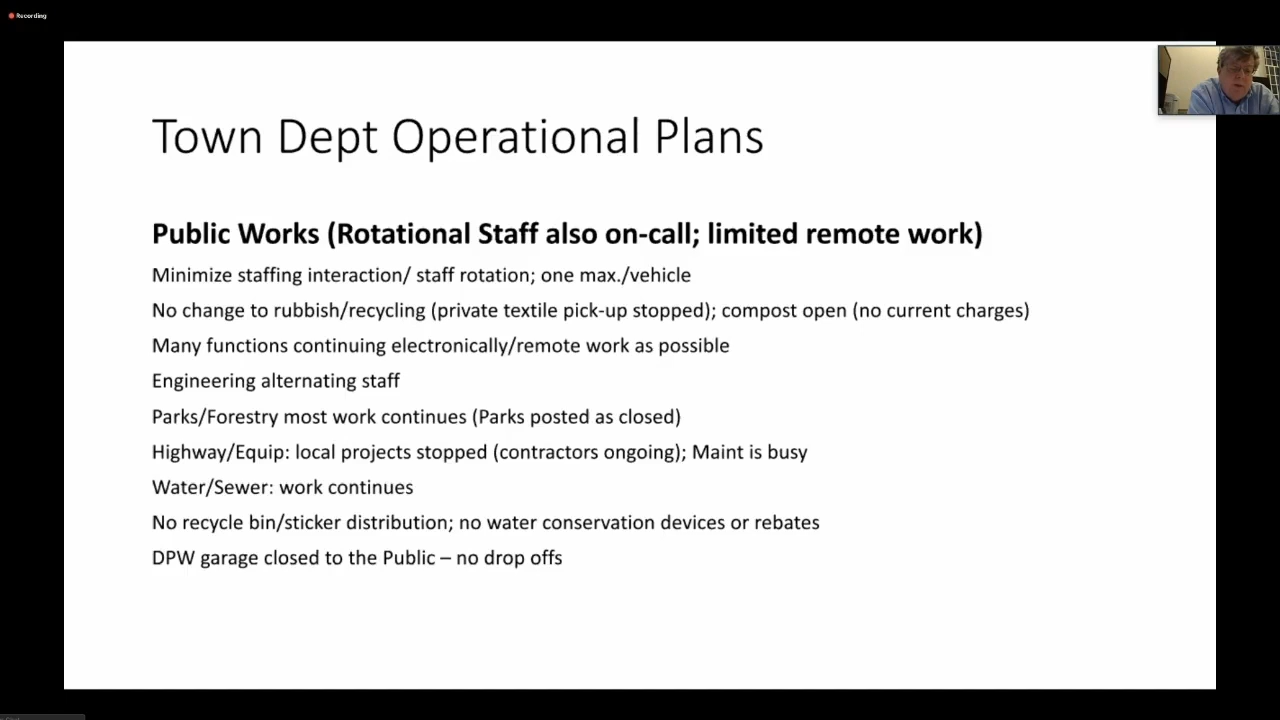 Recording
Town Dept Operational Plans
Public Works (Rotational Staff also on-call; limited remote work)
Minimize staffing interaction/ staff rotation; one max./vehicle
No change to rubbish/recycling (private textile pick-up stopped); compost open (no current charges)
Many functions continuing electronically/remote work as possible
Engineering alternating staff
Parks/Forestry most work continues (Parks posted as closed)
Highway/Equip: local projects stopped (contractors ongoing); Maint is busy
Water/Sewer: work continues
No recycle bin/sticker distribution; no water conservation devices or rebates
DPW garage closed to the Public – no drop offs